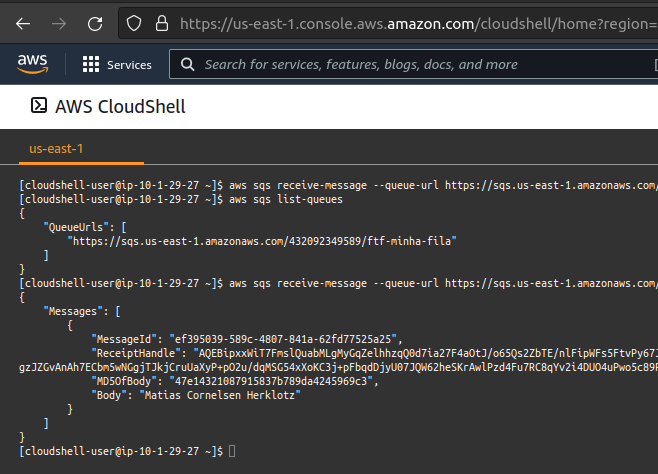 https://us-east-1.console.aws.amazon.com/cloudshell/home?region=
aws
Services
Search for services, features, blogs, docs, and more
AWS CloudShell
us-east-1
[cloudshell-user@ip-10-1-29-27 ~]$ aws sqs receive-message --queue-url https://sqs.us-east-1.amazonaws.com/
[cloudshell-user@ip-10-1-29-27 ~]$ aws sqs list-queues
{
"QueueUrls": [
"https://sqs.us-east-1.amazonaws.com/432092349589/ftf-minha-fila"
]
}
[cloudshell-user@ip-10-1-29-27 ~]$ aws sqs receive-message --queue-url https://sqs.us-east-1.amazonaws.com/
{
"Messages": [
{
"MessageId": "ef395039-589c-4807-841a-62fd77525a25",
"ReceiptHandle": "AQEBipxxWiT7FmslQuabMLgMyGqZelhhzqQ0d7ia27F4aOtJ/o65Qs2ZbTE/nlFipWFs5FtvPy67J
gzJZGvAnAh7ECbm5wNGgjTJkjCruUaXyP+pO2u/dqMSG54xXoKC3j+pFbqdDjyU07JQW62heSKrAwlPzd4Fu7RC8qYv2i4DUO4uPwo5c89F
"MD5OfBody": "47e14321087915837b789da4245969c3",
"Body": "Matias Cornelsen Herklotz"
}
]
}
[cloudshell-user@ip-10-1-29-27 ~]$